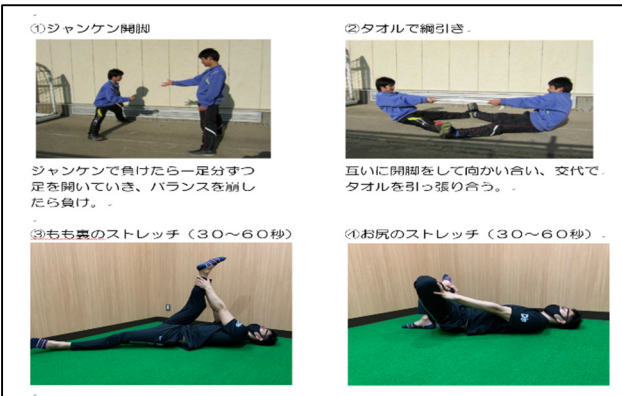 ①ジャンケン開脚
②タオルで綱引き
ジャンケンで負けたら一足分ずつ
足を開いていき、バランスを崩し
たら負け。
互いに開脚をして向かい合い、交代で
タオルを引っ張り合う。
③もも裏のストレッチ（３０～６０秒）
④お尻のストレッチ（３０～６０秒）